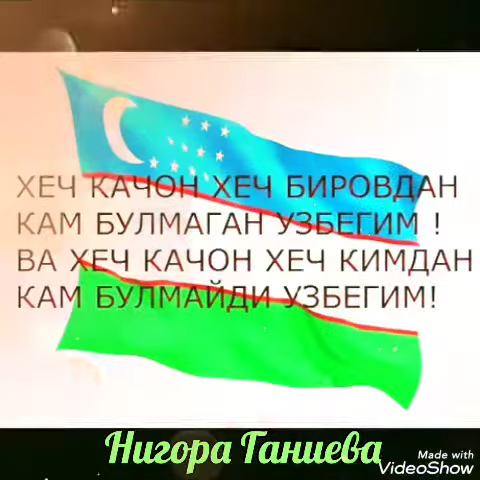 ХЕЧ КАЧОН ХЕЧ БИРОВДАН
КАМ БУЛМАГАН УЗБЕГИМ !
ВА ХЕЧ КАЧОН ХЕЧ КИМДАН
КАМ БУЛМАЙДИ УЗБЕГИМ!
Нигора Ганиева
Made with
VideoShow